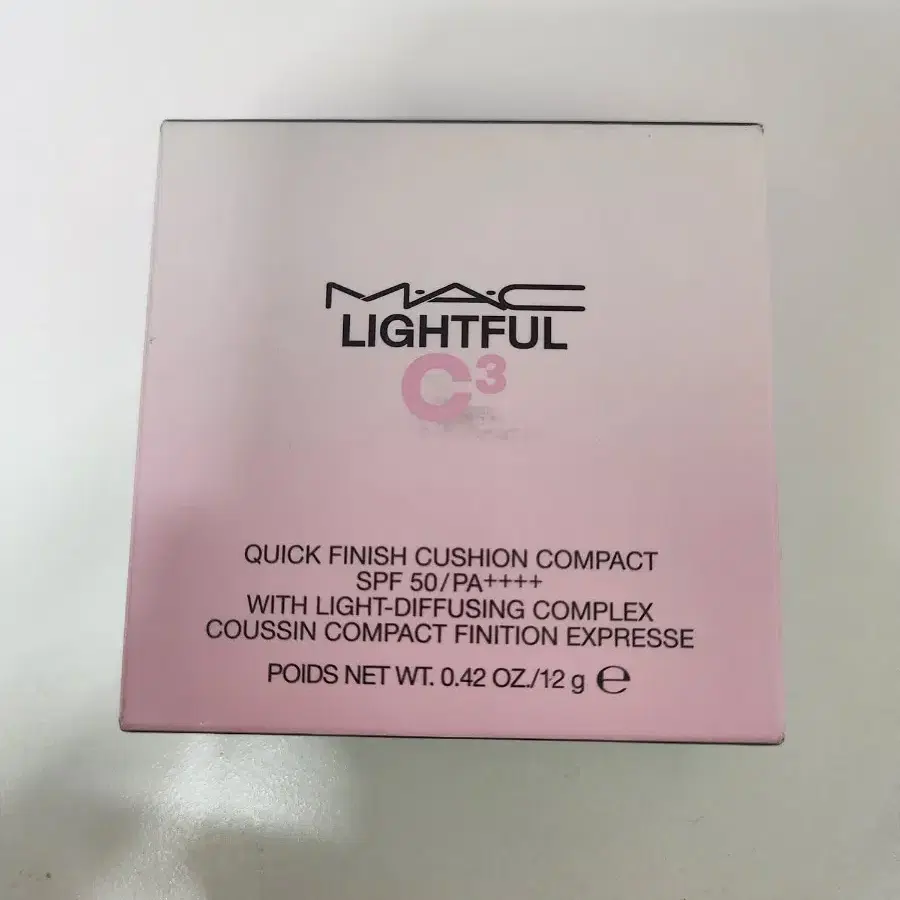 M·A·C
LIGHTFUL
C³
QUICK FINISH CUSHION COMPACT
SPF 50/PA++++
WITH LIGHT-DIFFUSING COMPLEX
COUSSIN COMPACT FINITION EXPRESSE
POIDS NET WT. 0.42 OZ./12 g ℮